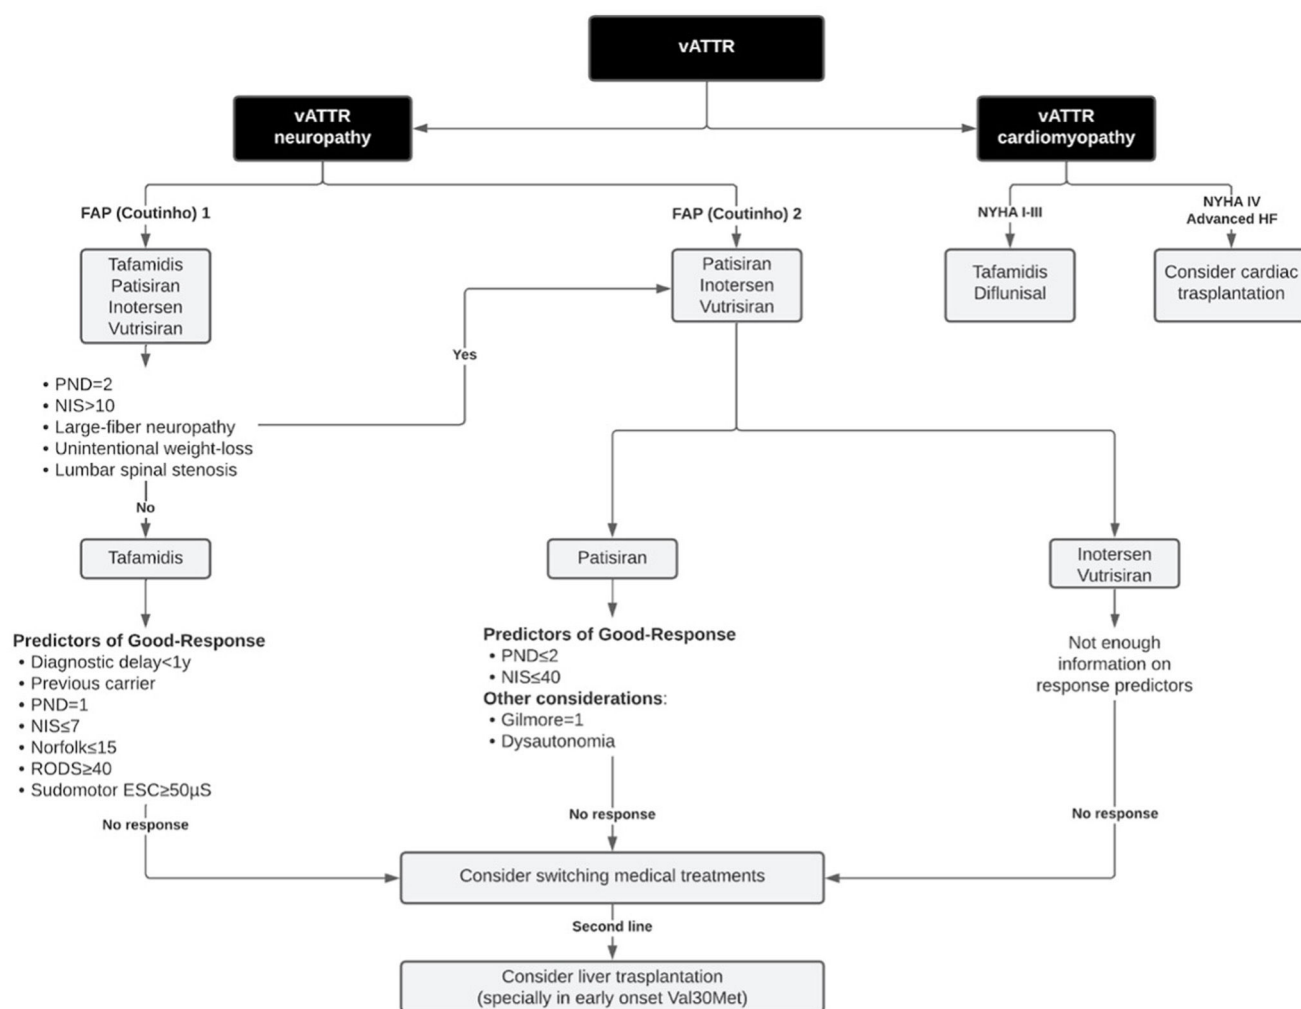 vATTR
vATTR
neuropathy
vATTR
cardiomyopathy
FAP (Coutinho) 1
FAP (Coutinho) 2
NYHA I-III
NYHA IV
Advanced HF
Tafamidis
Patisiran
Inotersen
Vutrisiran
Patisiran
Inotersen
Vutrisiran
Tafamidis
Diflunisal
Consider cardiac
trasplantation
• PND=2
• NIS>10
• Large-fiber neuropathy
• Unintentional weight-loss
• Lumbar spinal stenosis
Yes
No
Tafamidis
Patisiran
Inotersen
Vutrisiran
Predictors of Good-Response
• Diagnostic delay<1y
• Previous carrier
• PND=1
• NIS≤7
• Norfolk≤15
• RODS≥40
• Sudomotor ESC≥50µS
Predictors of Good-Response
• PND≤2
• NIS≤40
Other considerations:
• Gilmore=1
• Dysautonomia
Not enough
information on
response predictors
No response
No response
No response
Consider switching medical treatments
Second line
Consider liver trasplantation
(specially in early onset Val30Met)